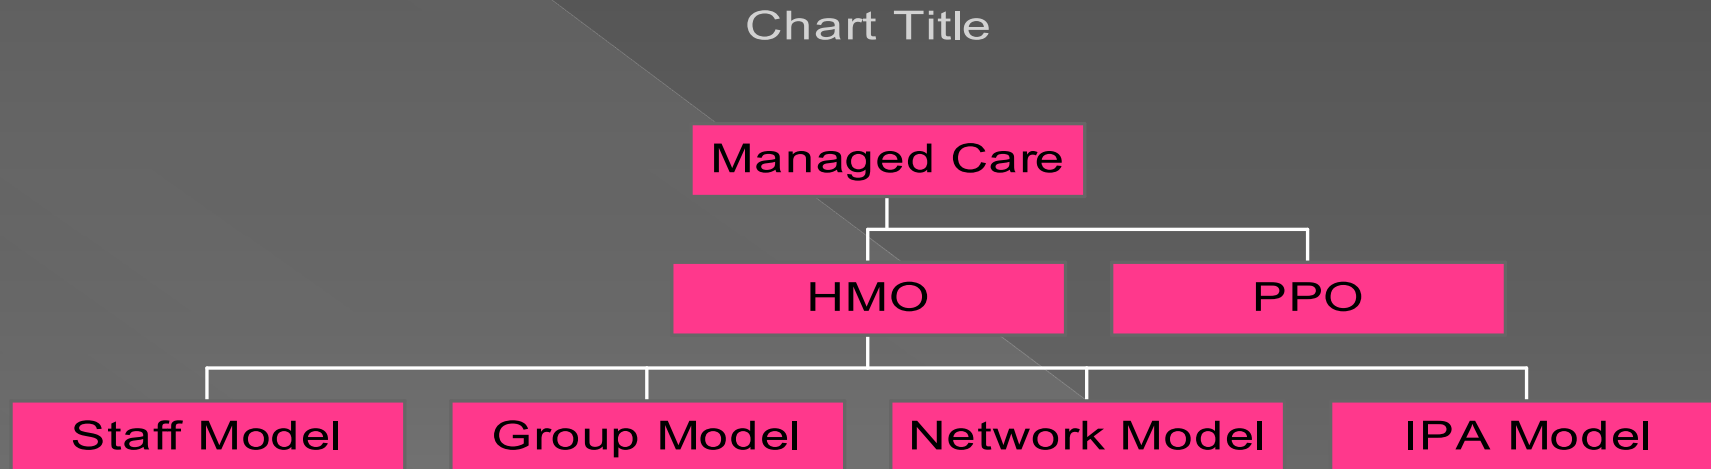 Chart Title
Managed Care
HMO
PPO
Staff Model
Group Model
Network Model
IPA Model